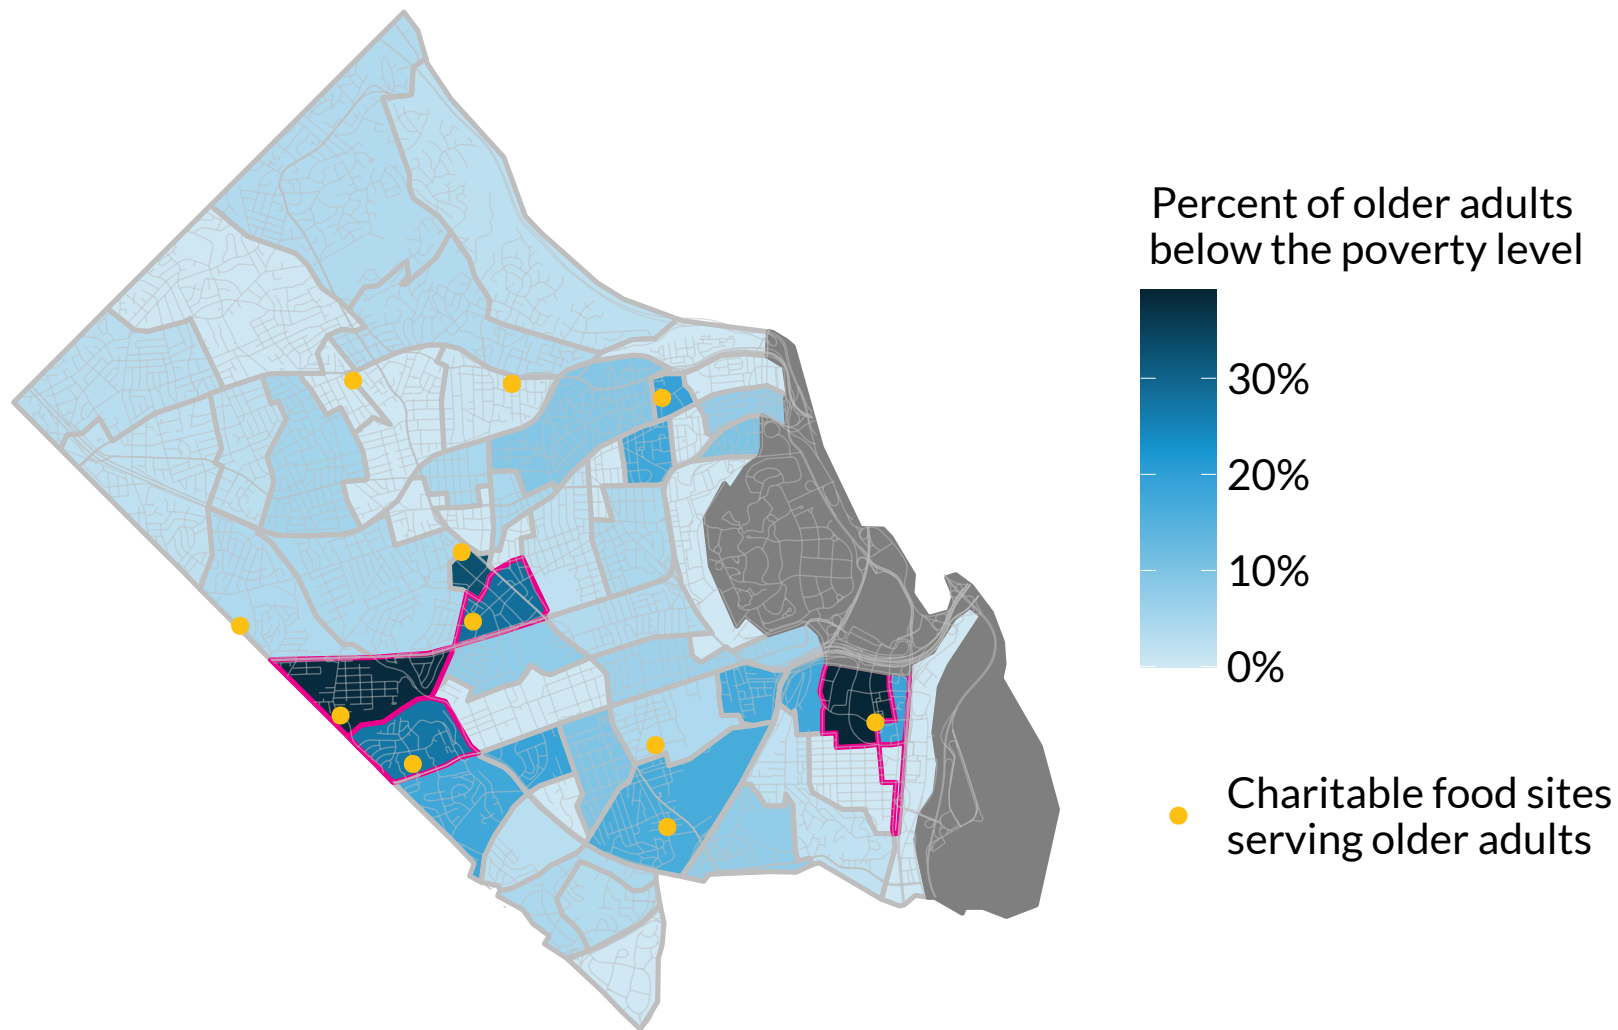 Percent of older adults
below the poverty level
30%
20%
10%
0%
Charitable food sites
serving older adults